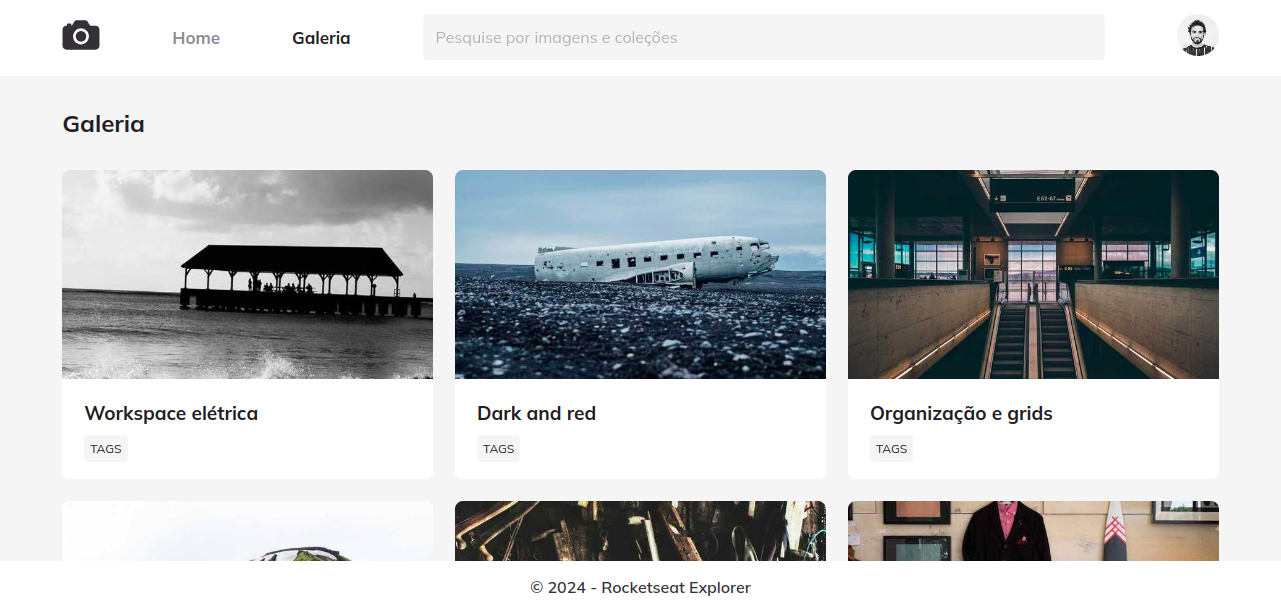 Home
Galeria
Pesquise por imagens e coleções
Galeria
Workspace elétrica
TAGS
Dark and red
TAGS
Organização e grids
TAGS
© 2024 - Rocketseat Explorer